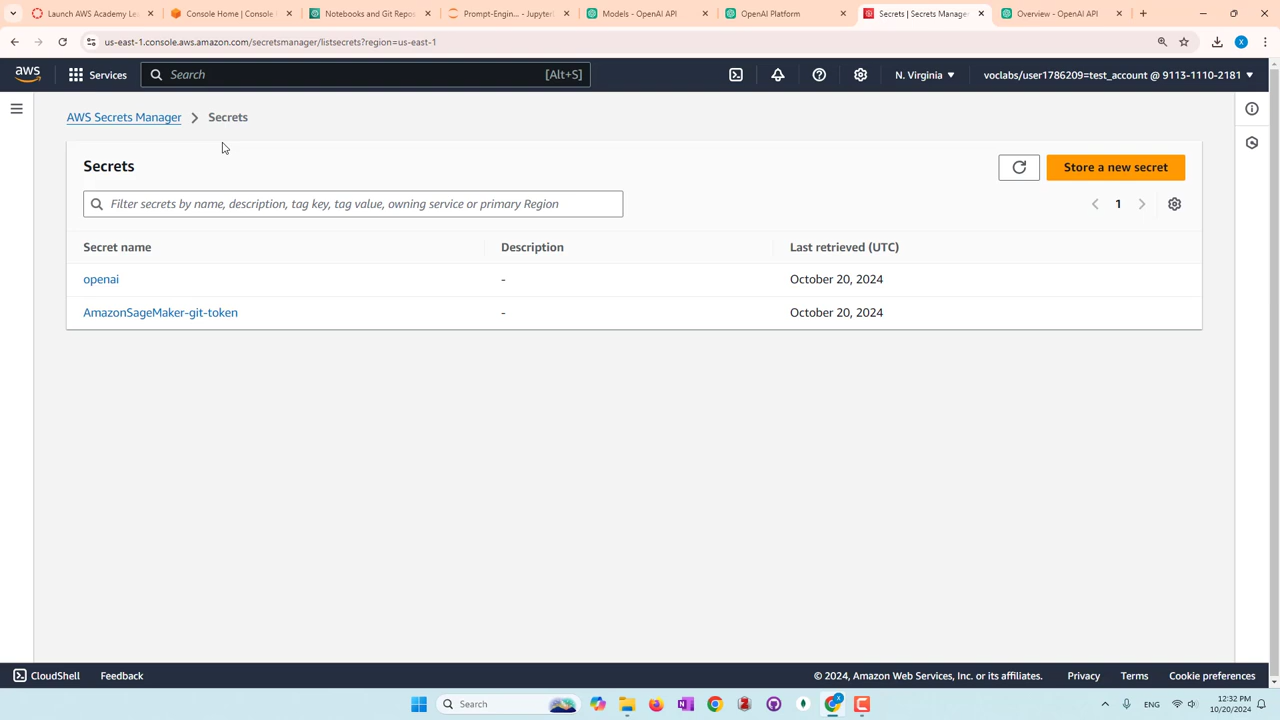 Launch AWS Academy Le
Console Home | Console
Notebooks and Git Repos
Prompt-Engin... - Jupyter
Models - OpenAI API
OpenAI Platform
Secrets | Secrets Manager
Overview - OpenAI API
us-east-1.console.aws.amazon.com/secretsmanager/listsecrets?region=us-east-1
aws
Services
Search
[Alt+S]
N. Virginia
voclabs/user1786209=test_account @ 9113-1110-2181
AWS Secrets Manager
Secrets
Secrets
Store a new secret
Filter secrets by name, description, tag key, tag value, owning service or primary Region
1
Secret name Description Last retrieved (UTC)
openai - October 20, 2024
AmazonSageMaker-git-token - October 20, 2024
CloudShell Feedback
© 2024, Amazon Web Services, Inc. or its affiliates. Privacy Terms Cookie preferences
Search
ENG
12:32 PM
10/20/2024